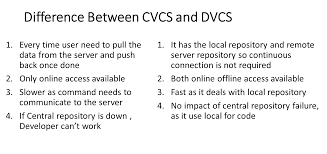 Difference Between CVCS and DVCS
1. Every time user need to pull the
data from the server and push
back once done
2. Only online access available
3. Slower as command needs to
communicate to the server
4. If Central repository is down ,
Developer can't work
1. It has the local repository and remote
server repository so continuous
connection is not required
2. Both online offline access available
3. Fast as it deals with local repository
4. No impact of central repository failure,
as it use local for code